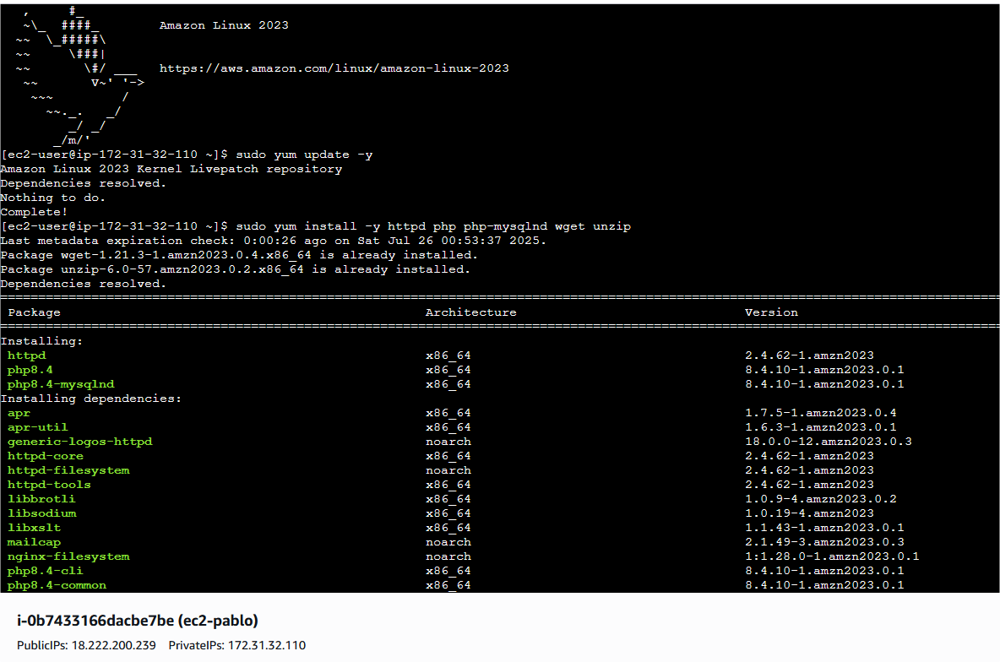 ,      #_
~\_  ####_        Amazon Linux 2023
~~  \_#####\
~~     \###|
~~       \#/ ___   https://aws.amazon.com/linux/amazon-linux-2023
~~       V~' '->
~~~         /
~~._.   _/
_/ _/
_/m/'
[ec2-user@ip-172-31-32-110 ~]$ sudo yum update -y
Amazon Linux 2023 Kernel Livepatch repository
Dependencies resolved.
Nothing to do.
Complete!
[ec2-user@ip-172-31-32-110 ~]$ sudo yum install -y httpd php php-mysqlnd wget unzip
Last metadata expiration check: 0:00:26 ago on Sat Jul 26 00:53:37 2025.
Package wget-1.21.3-1.amzn2023.0.4.x86_64 is already installed.
Package unzip-6.0-57.amzn2023.0.2.x86_64 is already installed.
Dependencies resolved.
Package Architecture Version
Installing:
httpd x86_64 2.4.62-1.amzn2023
php8.4 x86_64 8.4.10-1.amzn2023.0.1
php8.4-mysqlnd x86_64 8.4.10-1.amzn2023.0.1
Installing dependencies:
apr x86_64 1.7.5-1.amzn2023.0.4
apr-util x86_64 1.6.3-1.amzn2023.0.1
generic-logos-httpd noarch 18.0.0-12.amzn2023.0.3
httpd-core x86_64 2.4.62-1.amzn2023
httpd-filesystem noarch 2.4.62-1.amzn2023
httpd-tools x86_64 2.4.62-1.amzn2023
libbrotli x86_64 1.0.9-4.amzn2023.0.2
libsodium x86_64 1.0.19-4.amzn2023
libxslt x86_64 1.1.43-1.amzn2023.0.1
mailcap noarch 2.1.49-3.amzn2023.0.3
nginx-filesystem noarch 1:1.28.0-1.amzn2023.0.1
php8.4-cli x86_64 8.4.10-1.amzn2023.0.1
php8.4-common x86_64 8.4.10-1.amzn2023.0.1
i-0b7433166dacbe7be (ec2-pablo)
PublicIPs: 18.222.200.239 PrivateIPs: 172.31.32.110